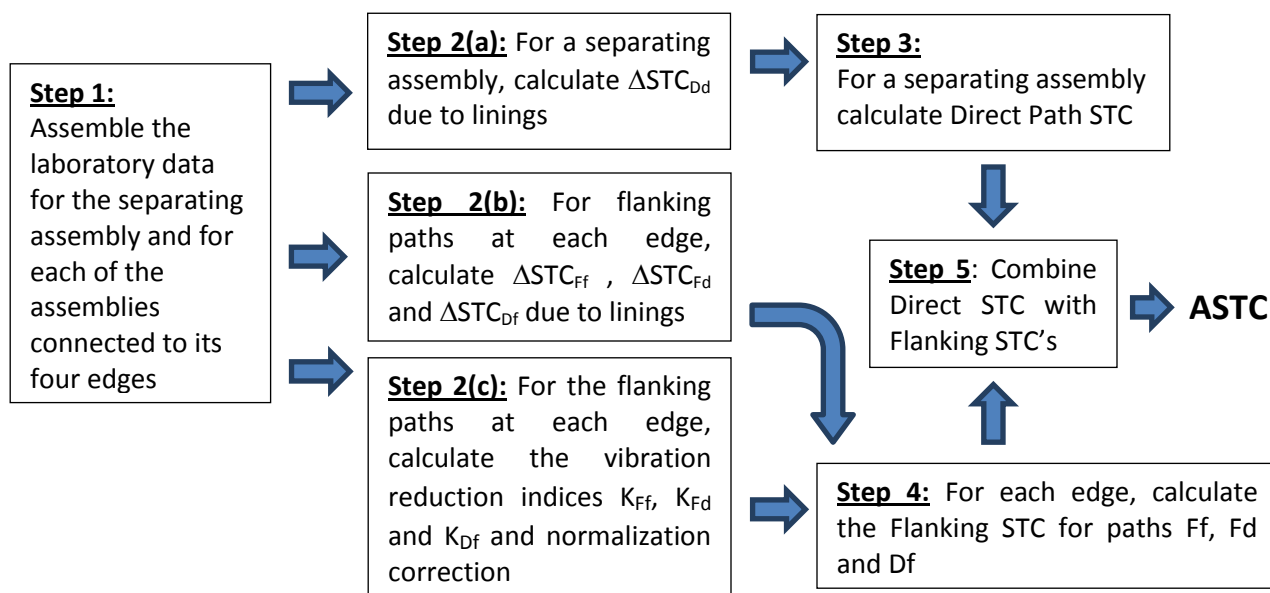 Step 1:
Assemble the
laboratory data
for the separating
assembly and for
each of the
assemblies
connected to its
four edges
Step 2(a): For a separating
assembly, calculate ΔSTC_Dd
due to linings
Step 2(b): For flanking
paths at each edge,
calculate ΔSTC_Ff , ΔSTC_Fd
and ΔSTC_Df due to linings
Step 2(c): For the flanking
paths at each edge,
calculate the vibration
reduction indices K_Ff, K_Fd
and K_Df and normalization
correction
Step 3:
For a separating assembly
calculate Direct Path STC
Step 4: For each edge, calculate
the Flanking STC for paths Ff, Fd
and Df
Step 5: Combine
Direct STC with
Flanking STC’s
ASTC